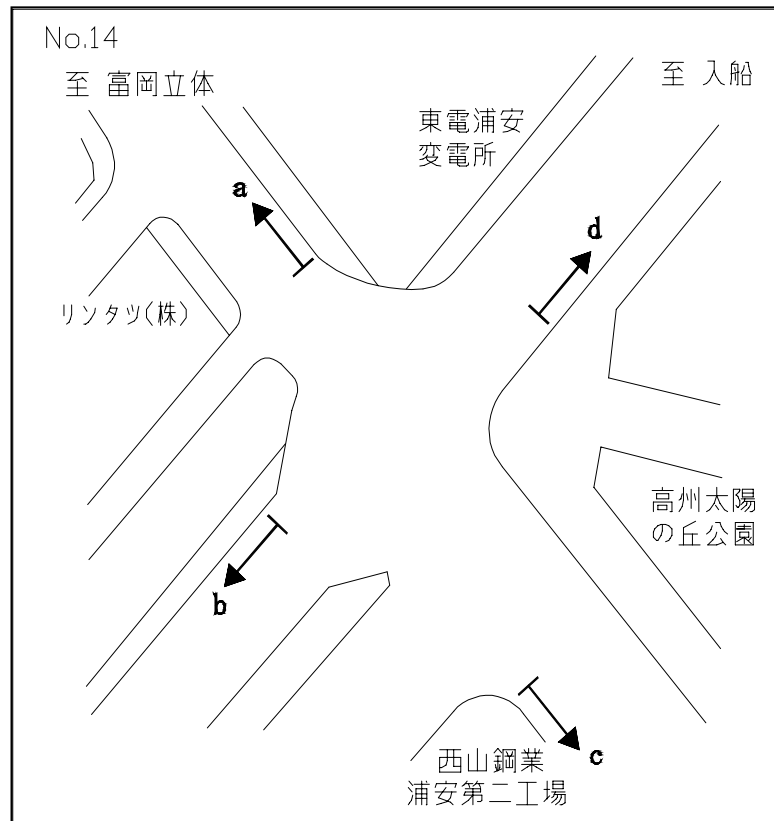 No.14
至 富岡立体
至 入船
東電浦安
変電所
a
d
リンタツ(株)
高州太陽
の丘公園
b
西山鋼業
浦安第二工場
c